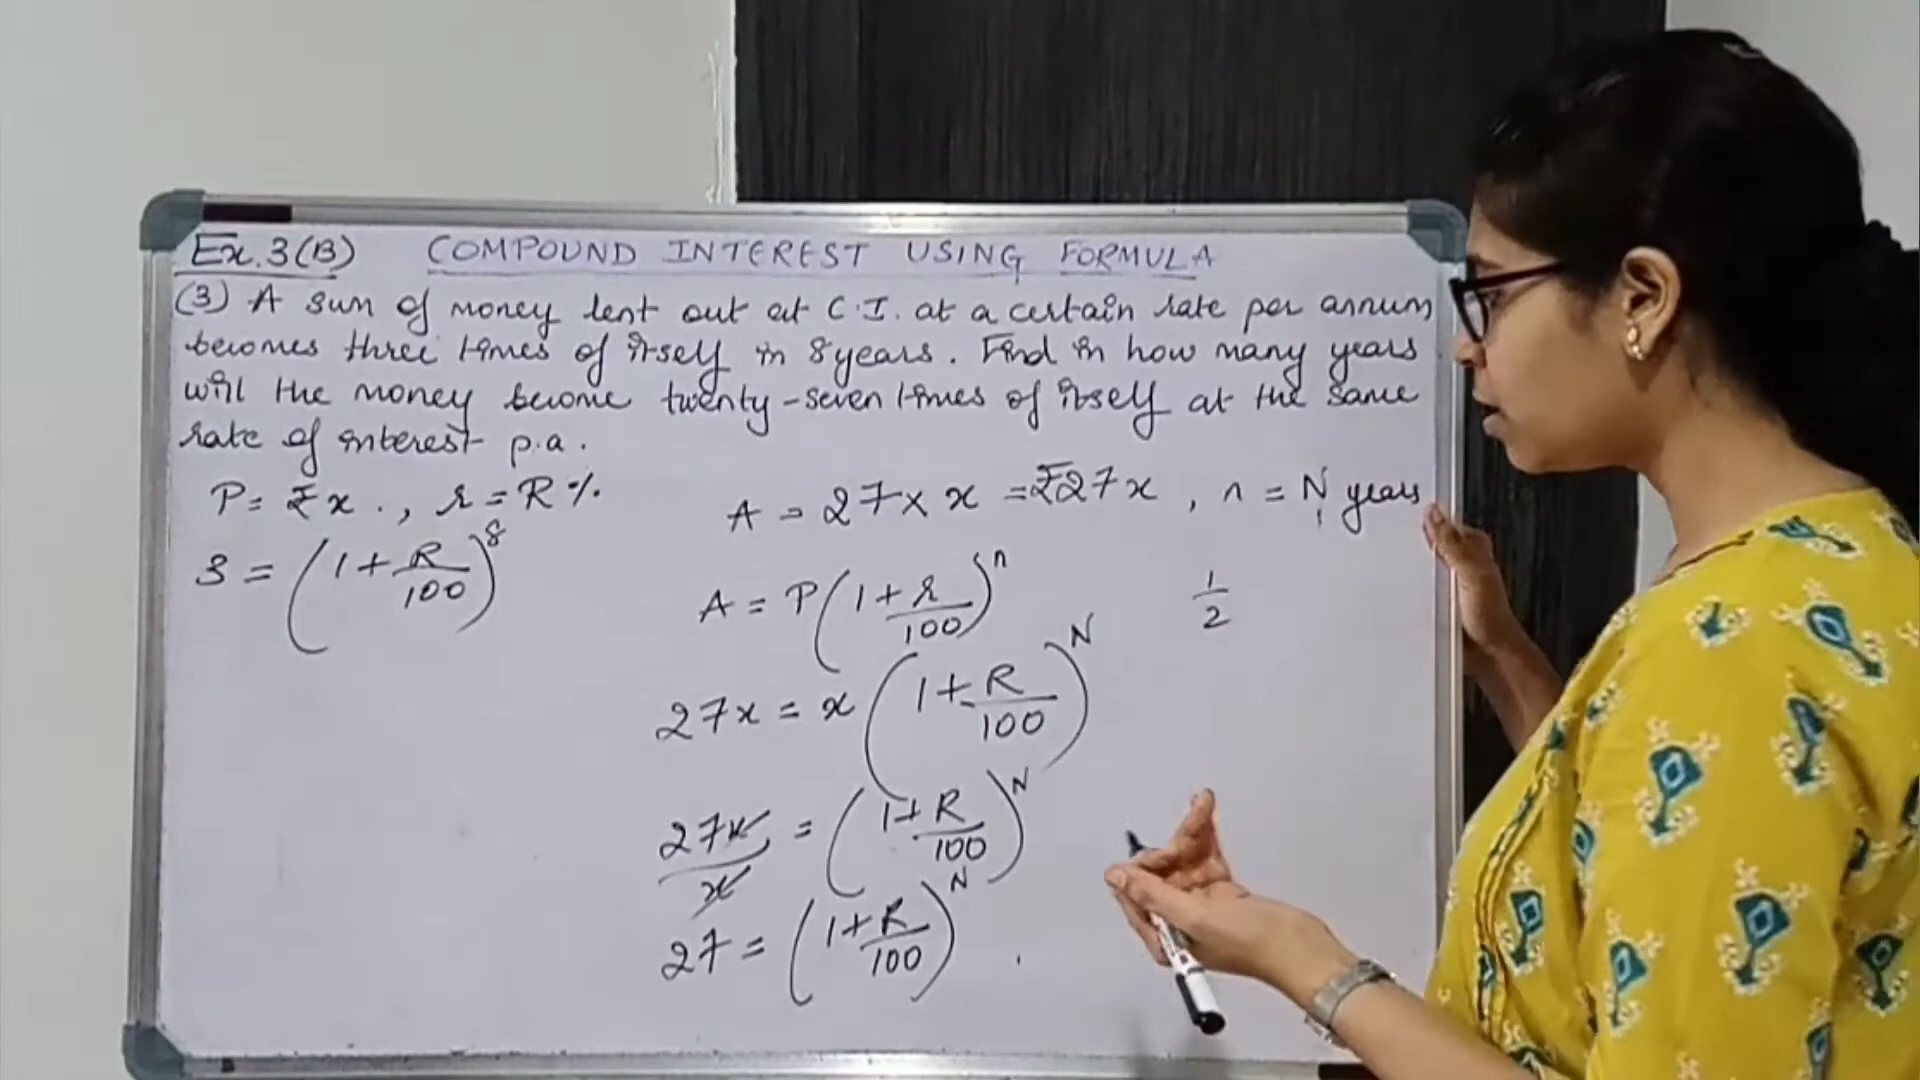 Ex. 3(B) COMPOUND INTEREST USING FORMULA
(3) A sum of money lent out at C.I. at a certain rate per annum
becomes three times of itself in 8 years. Find in how many years
will the money become twenty-seven times of itself at the same
rate of interest p.a.
P = ₹ x . , r = R %
3 = (1 + R/100)^8
A = 27 × x = ₹27x , n = N years
A = P(1 + r/100)^n
1/2
27x = x(1 + R/100)^N
27x/x = (1 + R/100)^N
27 = (1 + R/100)^N